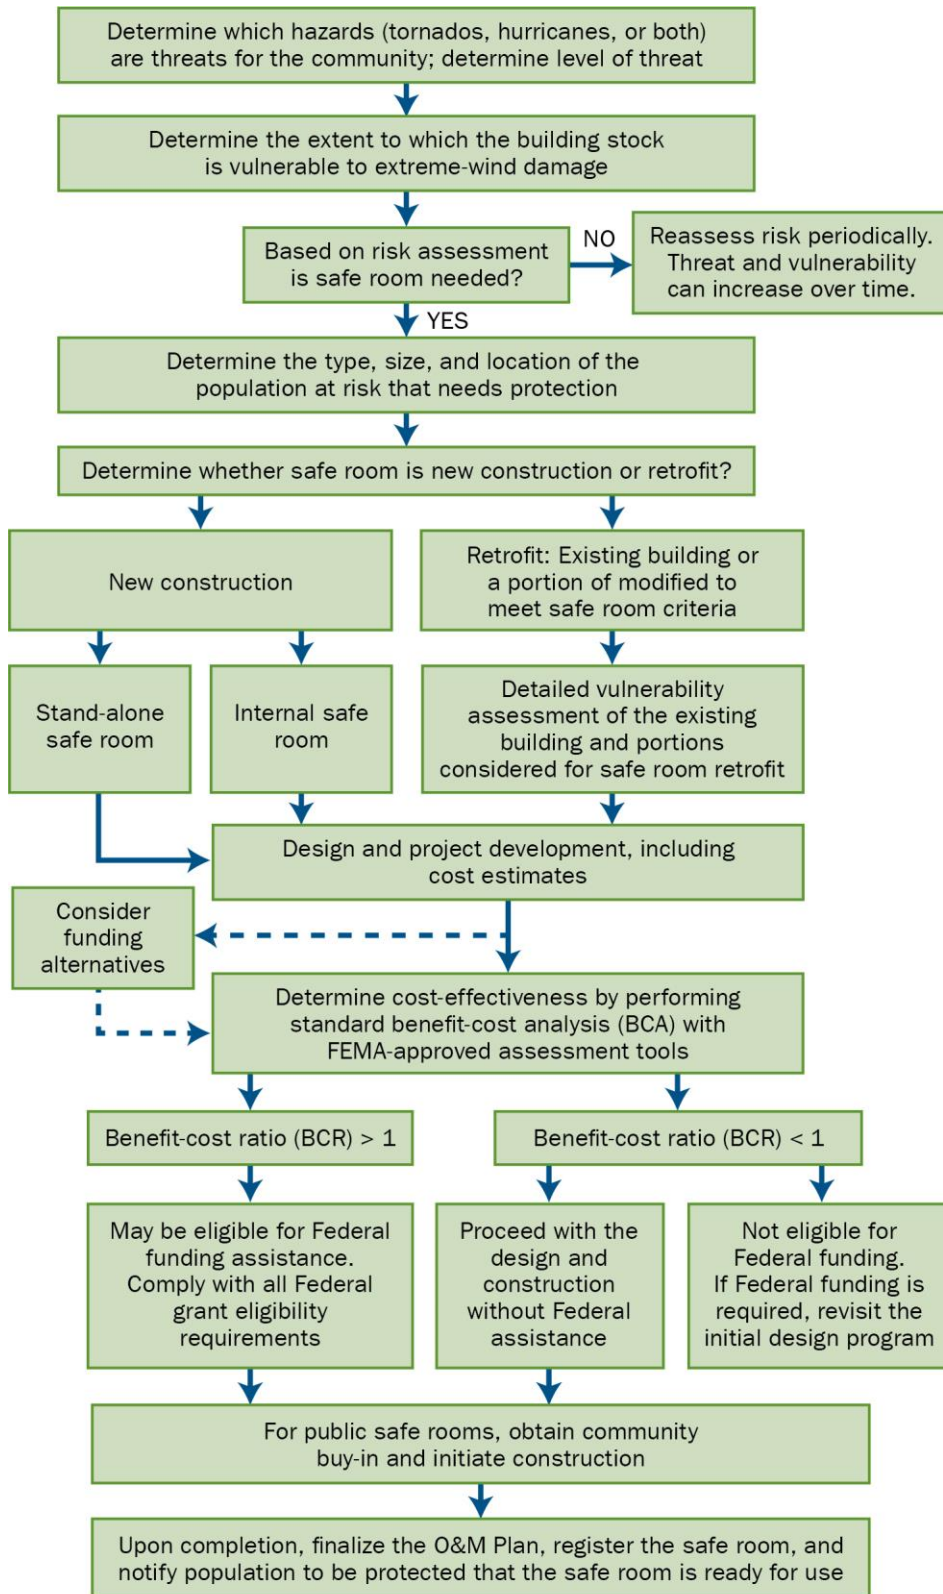 Determine which hazards (tornados, hurricanes, or both)
are threats for the community; determine level of threat
Determine the extent to which the building stock
is vulnerable to extreme-wind damage
Based on risk assessment
is safe room needed?
NO
Reassess risk periodically.
Threat and vulnerability
can increase over time.
YES
Determine the type, size, and location of the
population at risk that needs protection
Determine whether safe room is new construction or retrofit?
New construction
Retrofit: Existing building or
a portion of modified to
meet safe room criteria
Stand-alone
safe room
Internal safe
room
Detailed vulnerability
assessment of the existing
building and portions
considered for safe room retrofit
Design and project development, including
cost estimates
Consider
funding
alternatives
Determine cost-effectiveness by performing
standard benefit-cost analysis (BCA) with
FEMA-approved assessment tools
Benefit-cost ratio (BCR) > 1
Benefit-cost ratio (BCR) < 1
May be eligible for Federal
funding assistance.
Comply with all Federal
grant eligibility
requirements
Proceed with the
design and
construction
without Federal
assistance
Not eligible for
Federal funding.
If Federal funding is
required, revisit the
initial design program
For public safe rooms, obtain community
buy-in and initiate construction
Upon completion, finalize the O&M Plan, register the safe room, and
notify population to be protected that the safe room is ready for use